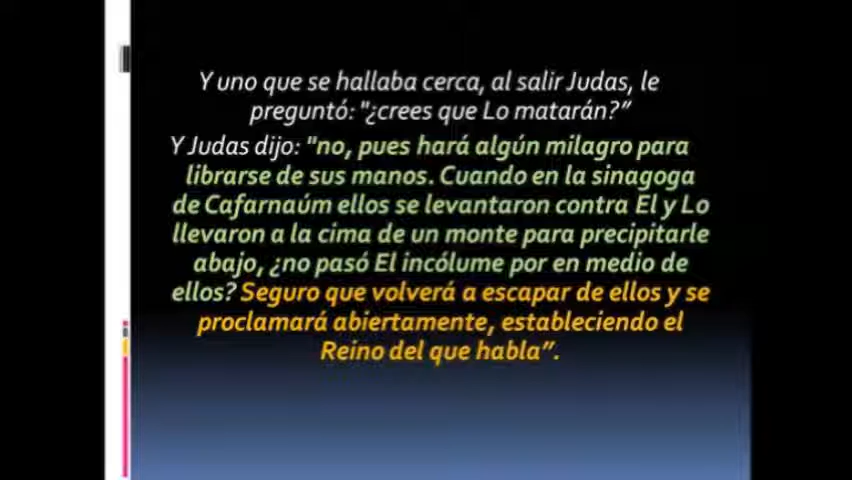 Y uno que se hallaba cerca, al salir Judas, le
preguntó: "¿crees que Lo matarán?”
Y Judas dijo: "no, pues hará algún milagro para
librarse de sus manos. Cuando en la sinagoga
de Cafarnaúm ellos se levantaron contra El y Lo
llevaron a la cima de un monte para precipitarle
abajo, ¿no pasó El incólume por en medio de
ellos? Seguro que volverá a escapar de ellos y se
proclamará abiertamente, estableciendo el
Reino del que habla”.